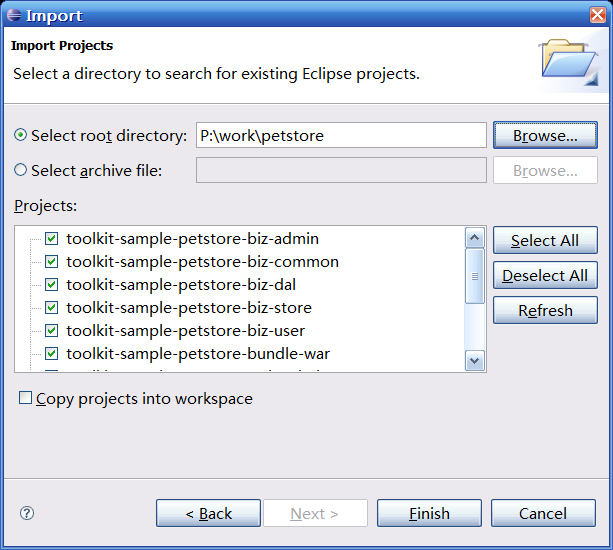 Import
Import Projects
Select a directory to search for existing Eclipse projects.
Select root directory: P:\work\petstore Browse...
Select archive file: Browse...
Projects:
toolkit-sample-petstore-biz-admin Select All
toolkit-sample-petstore-biz-common
toolkit-sample-petstore-biz-dal Deselect All
toolkit-sample-petstore-biz-store Refresh
toolkit-sample-petstore-biz-user
toolkit-sample-petstore-bundle-war
Copy projects into workspace
? < Back Next > Finish Cancel